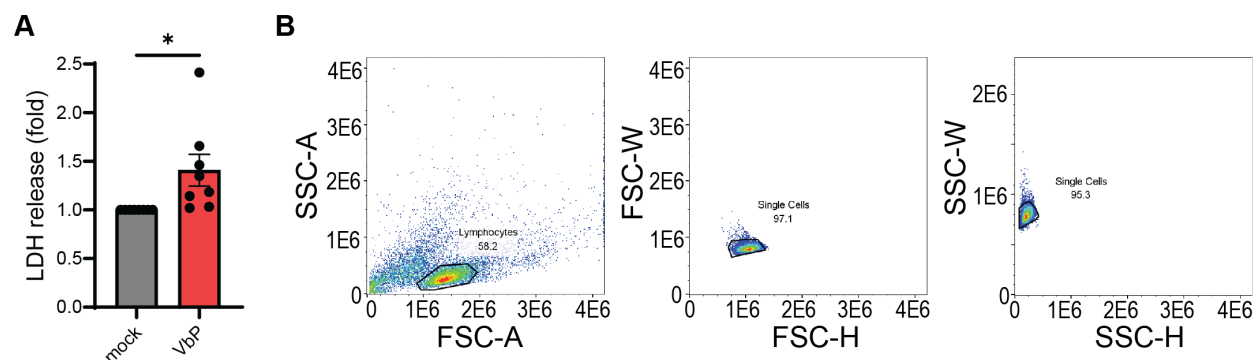 A
*
LDH release (fold)
2.5
2.0
1.5
1.0
0.5
0.0
mock
VbP
B
SSC-A
4E6
3E6
2E6
1E6
0
Lymphocytes
58.2
0 1E6 2E6 3E6 4E6
FSC-A
FSC-W
4E6
3E6
2E6
1E6
0
Single Cells
97.1
0 1E6 2E6 3E6 4E6
FSC-H
SSC-W
2E6
1E6
0
Single Cells
95.3
0 1E6 2E6 3E6 4E6
SSC-H